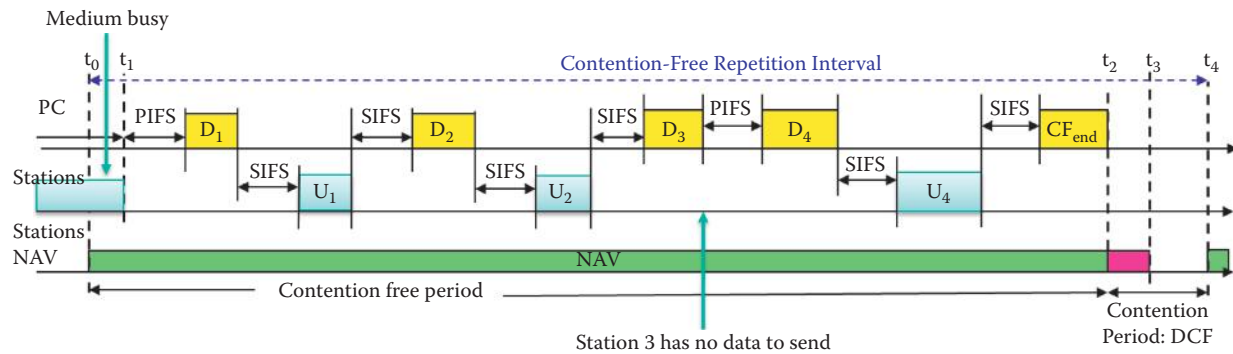 Medium busy
t0 t1 Contention-Free Repetition Interval t2 t3 t4
PC PIFS D1 SIFS D2 SIFS D3 PIFS D4 SIFS CFend
Stations SIFS U1 SIFS U2 SIFS U4
Stations
NAV NAV
Contention free period Contention
Period: DCF
Station 3 has no data to send